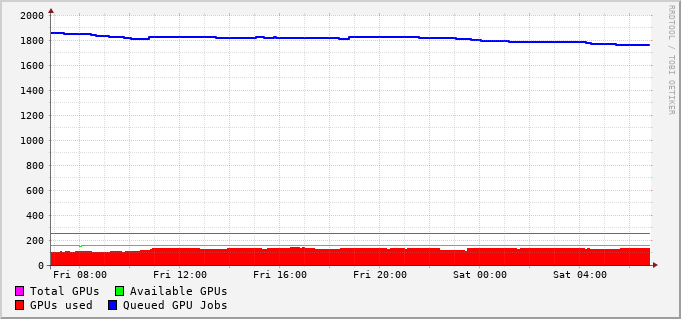 RRDTOOL / TOBI OETIKER
2000
1800
1600
1400
1200
1000
800
600
400
200
0
Fri 08:00 Fri 12:00 Fri 16:00 Fri 20:00 Sat 00:00 Sat 04:00
Total GPUs Available GPUs
GPUs used Queued GPU Jobs